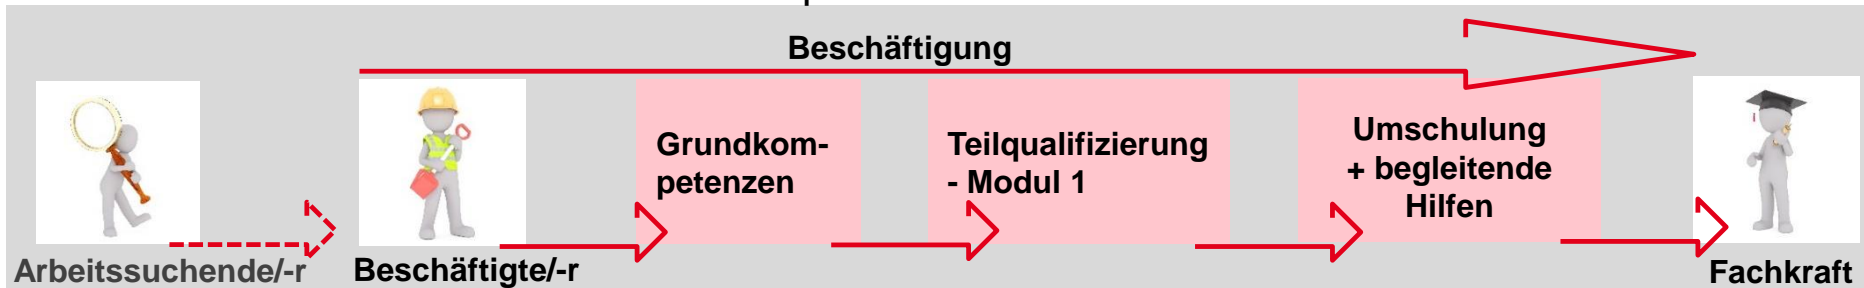 Beschäftigung
Grundkom-
petenzen
Teilqualifizierung
- Modul 1
Umschulung
+ begleitende
Hilfen
Arbeitssuchende/-r
Beschäftigte/-r
Fachkraft